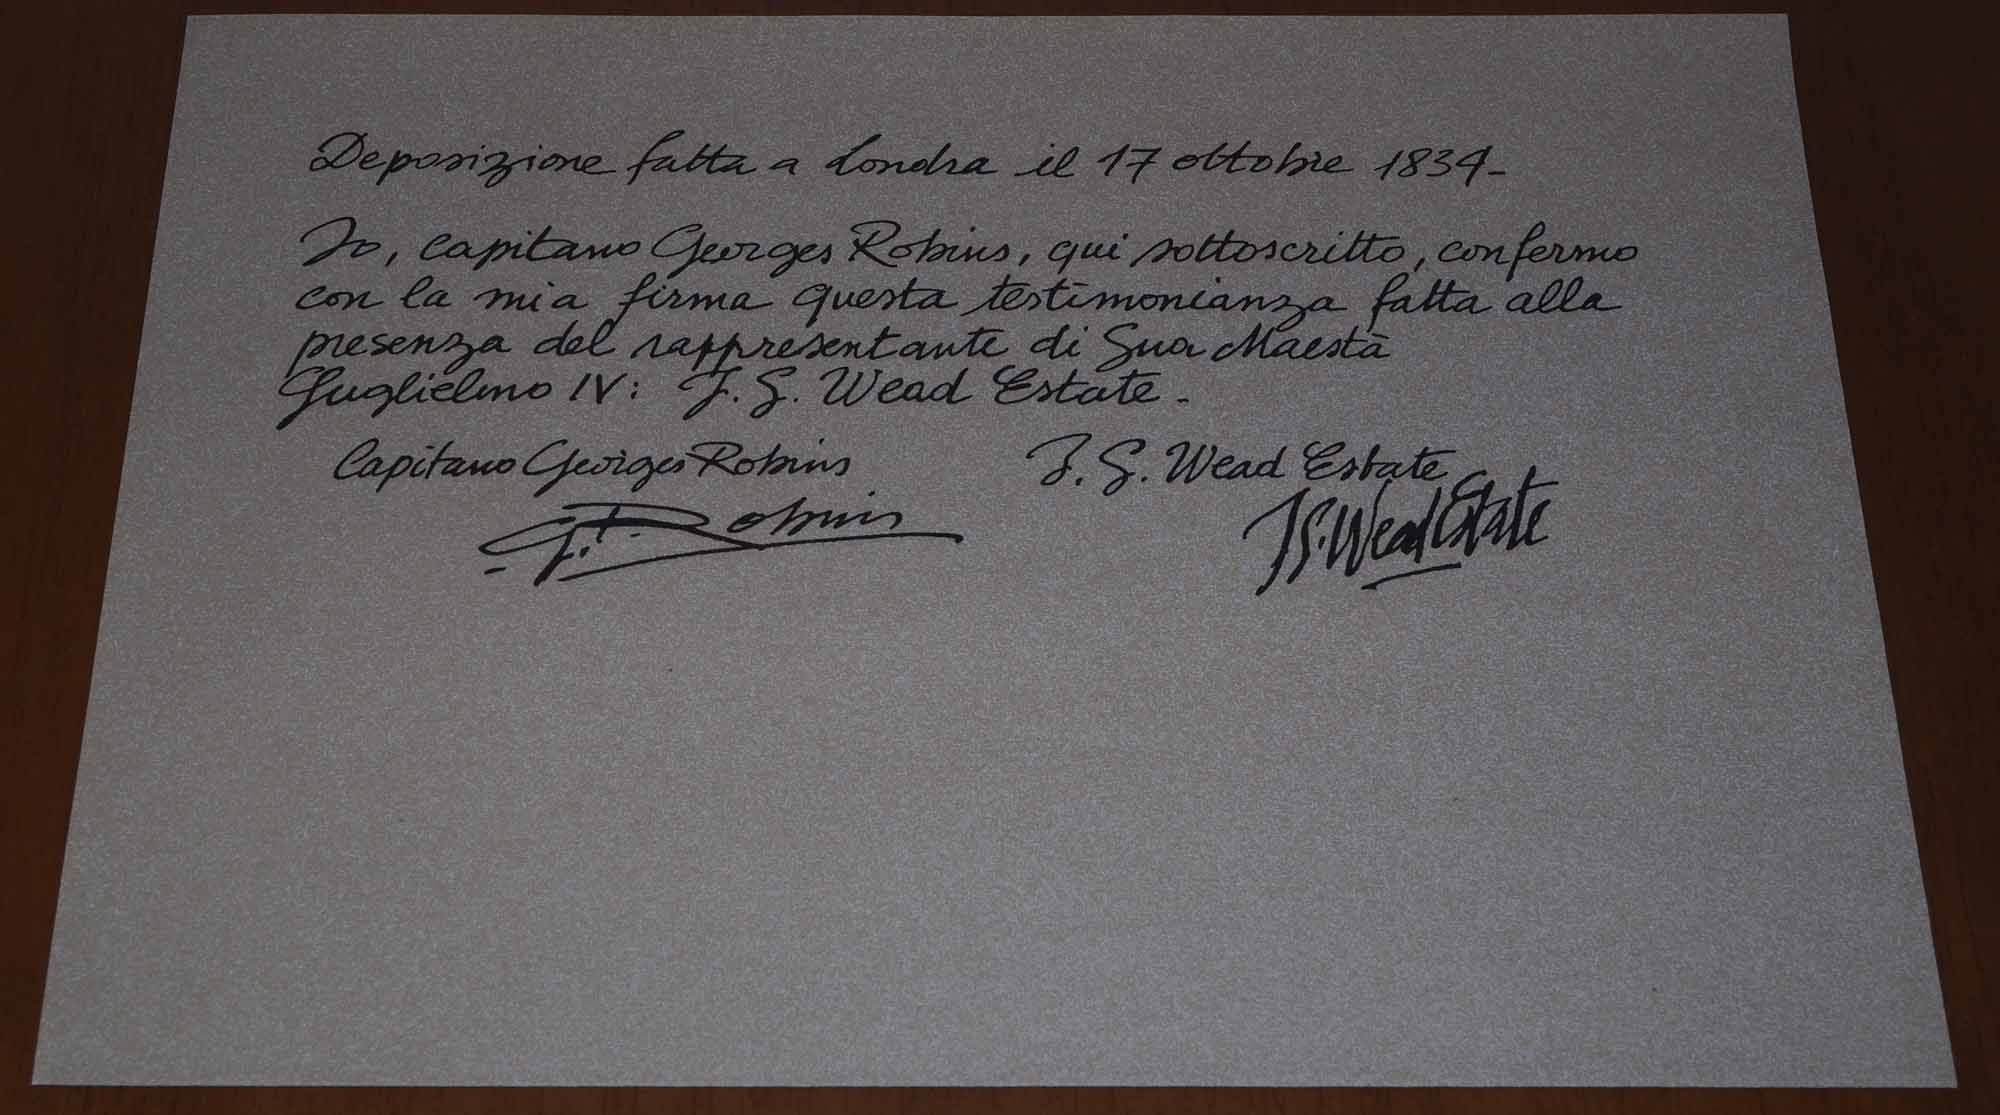 Deposizione fatta a Londra il 17 ottobre 1834-
Io, capitano Georges Robins, qui sottoscritto, confermo
con la mia firma questa testimonianza fatta alla
presenza del rappresentante di Sua Maestà
Guglielmo IV: J. S. Wead Estate.
Capitano Georges Robins J. S. Wead Estate
G. Robins J S. Wead Estate